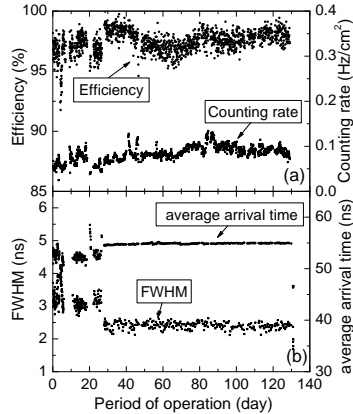 100
95
90
85
Efficiency (%)
0.4
0.3
0.2
0.1
0.0
Counting rate (Hz/cm²)
Efficiency
Counting rate
(a)
6
5
4
3
2
1
FWHM (ns)
60
50
40
30
average arrival time (ns)
average arrival time
FWHM
(b)
0 20 40 60 80 100 120 140
Period of operation (day)